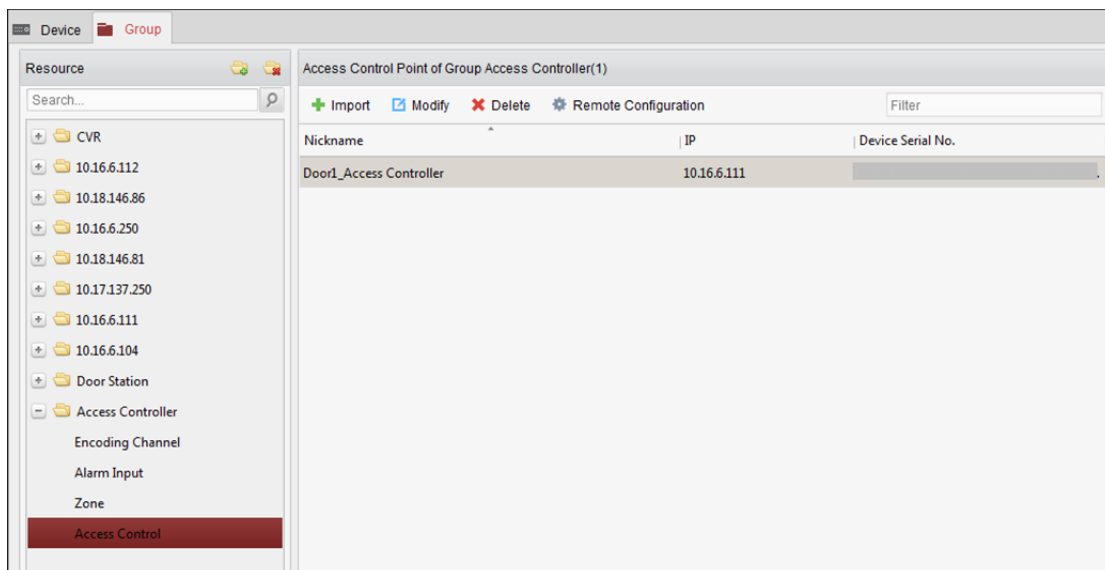 Device Group
Resource
Search...
CVR
10.16.6.112
10.18.146.86
10.16.6.250
10.18.146.81
10.17.137.250
10.16.6.111
10.16.6.104
Door Station
Access Controller
Encoding Channel
Alarm Input
Zone
Access Control
Access Control Point of Group Access Controller(1)
Import Modify Delete Remote Configuration Filter
Nickname IP Device Serial No.
Door1_Access Controller 10.16.6.111 .